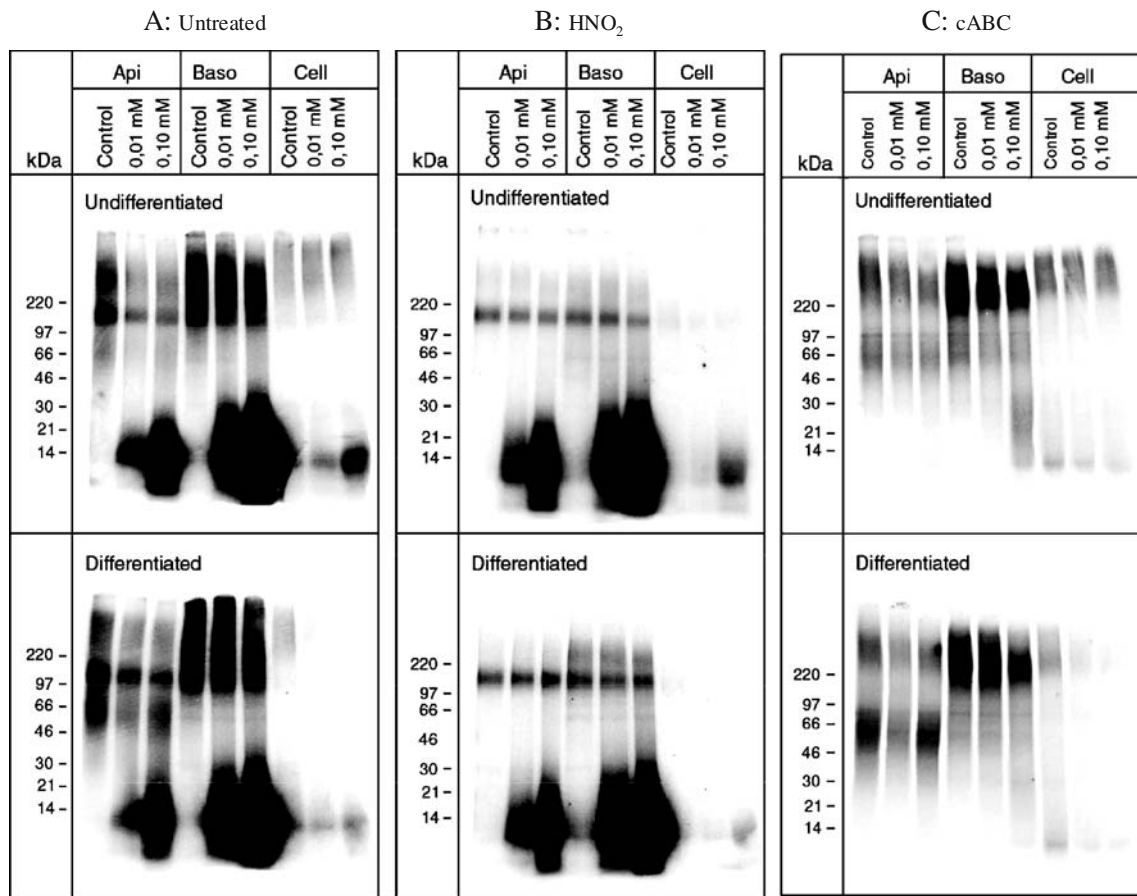 A: Untreated
Api Baso Cell
kDa Control 0,01 mM 0,10 mM Control 0,01 mM 0,10 mM Control 0,01 mM 0,10 mM
Undifferentiated
220 –
97 –
66 –
46 –
30 –
21 –
14 –
Differentiated
220 –
97 –
66 –
46 –
30 –
21 –
14 –
B: HNO₂
Api Baso Cell
kDa Control 0,01 mM 0,10 mM Control 0,01 mM 0,10 mM Control 0,01 mM 0,10 mM
Undifferentiated
220 –
97 –
66 –
46 –
30 –
21 –
14 –
Differentiated
220 –
97 –
66 –
46
30 –
21 –
14 –
C: cABC
Api Baso Cell
kDa Control 0,01 mM 0,10 mM Control 0,01 mM 0,10 mM Control 0,01 mM 0,10 mM
Undifferentiated
220 –
97 –
66 –
46 –
30 –
21 –
14 –
Differentiated
220 –
97 –
66 –
46 –
30 –
21 –
14 –